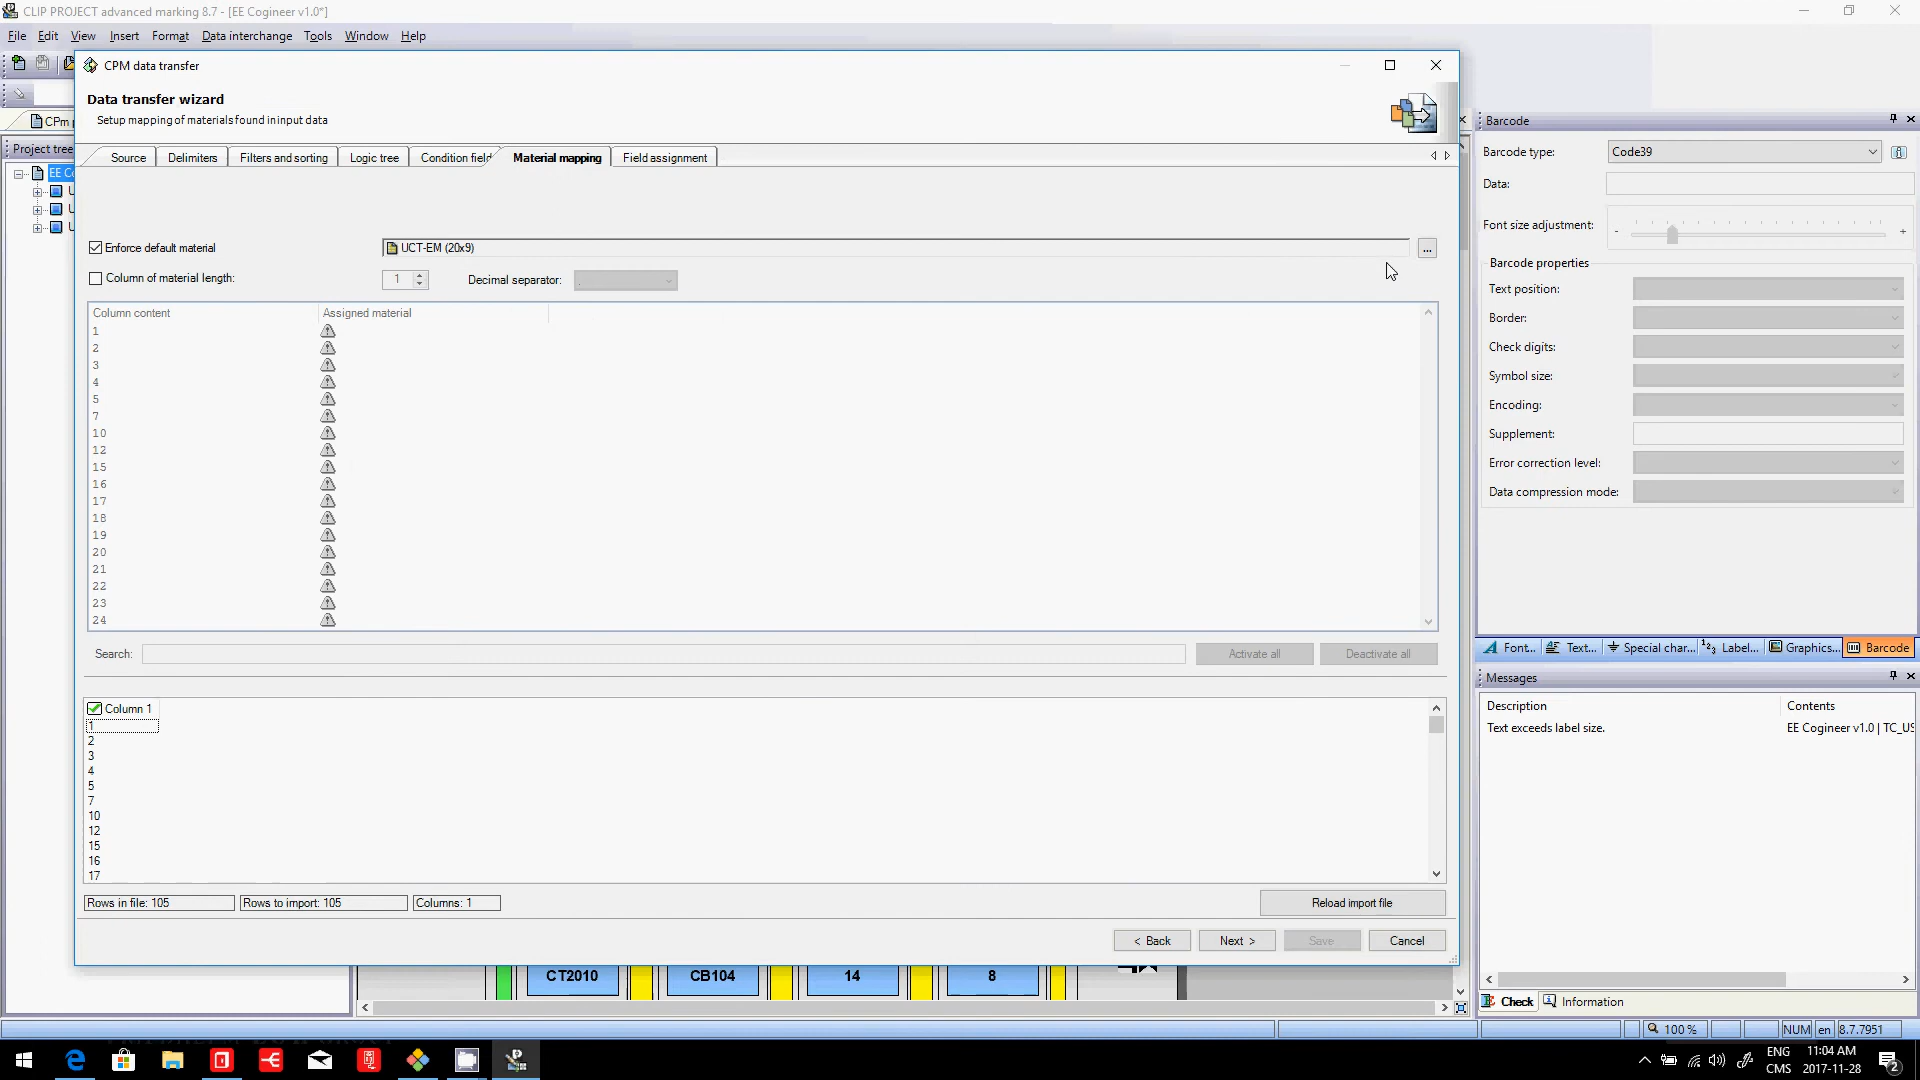 CLIP PROJECT advanced marking 8.7 - [EE Cogineer v1.0*]
File Edit View Insert Format Data interchange Tools Window Help
CPM data transfer
Data transfer wizard
Setup mapping of materials found in input data
CPm
Source Delimiters Filters and sorting Logic tree Condition field Material mapping Field assignment
Project tree
EE Co
Enforce default material UCT-EM (20x9) ...
Column of material length: 1 Decimal separator: .
Column content Assigned material
1
2
3
4
5
7
10
12
15
16
17
18
19
20
21
22
23
24
Search: Activate all Deactivate all
Column 1
1
2
3
4
5
7
10
12
15
16
17
Rows in file: 105 Rows to import: 105 Columns: 1 Reload import file
< Back Next > Save Cancel
CT2010 CB104 14 8
Barcode
Barcode type: Code39
Data:
Font size adjustment: - +
Barcode properties
Text position:
Border:
Check digits:
Symbol size:
Encoding:
Supplement:
Error correction level:
Data compression mode:
Font... Text... Special char... Label... Graphics... Barcode
Messages
Description Contents
Text exceeds label size. EE Cogineer v1.0 | TC_US
Check Information
100 % NUM en 8.7.7951
ENG 11:04 AM
CMS 2017-11-28 2